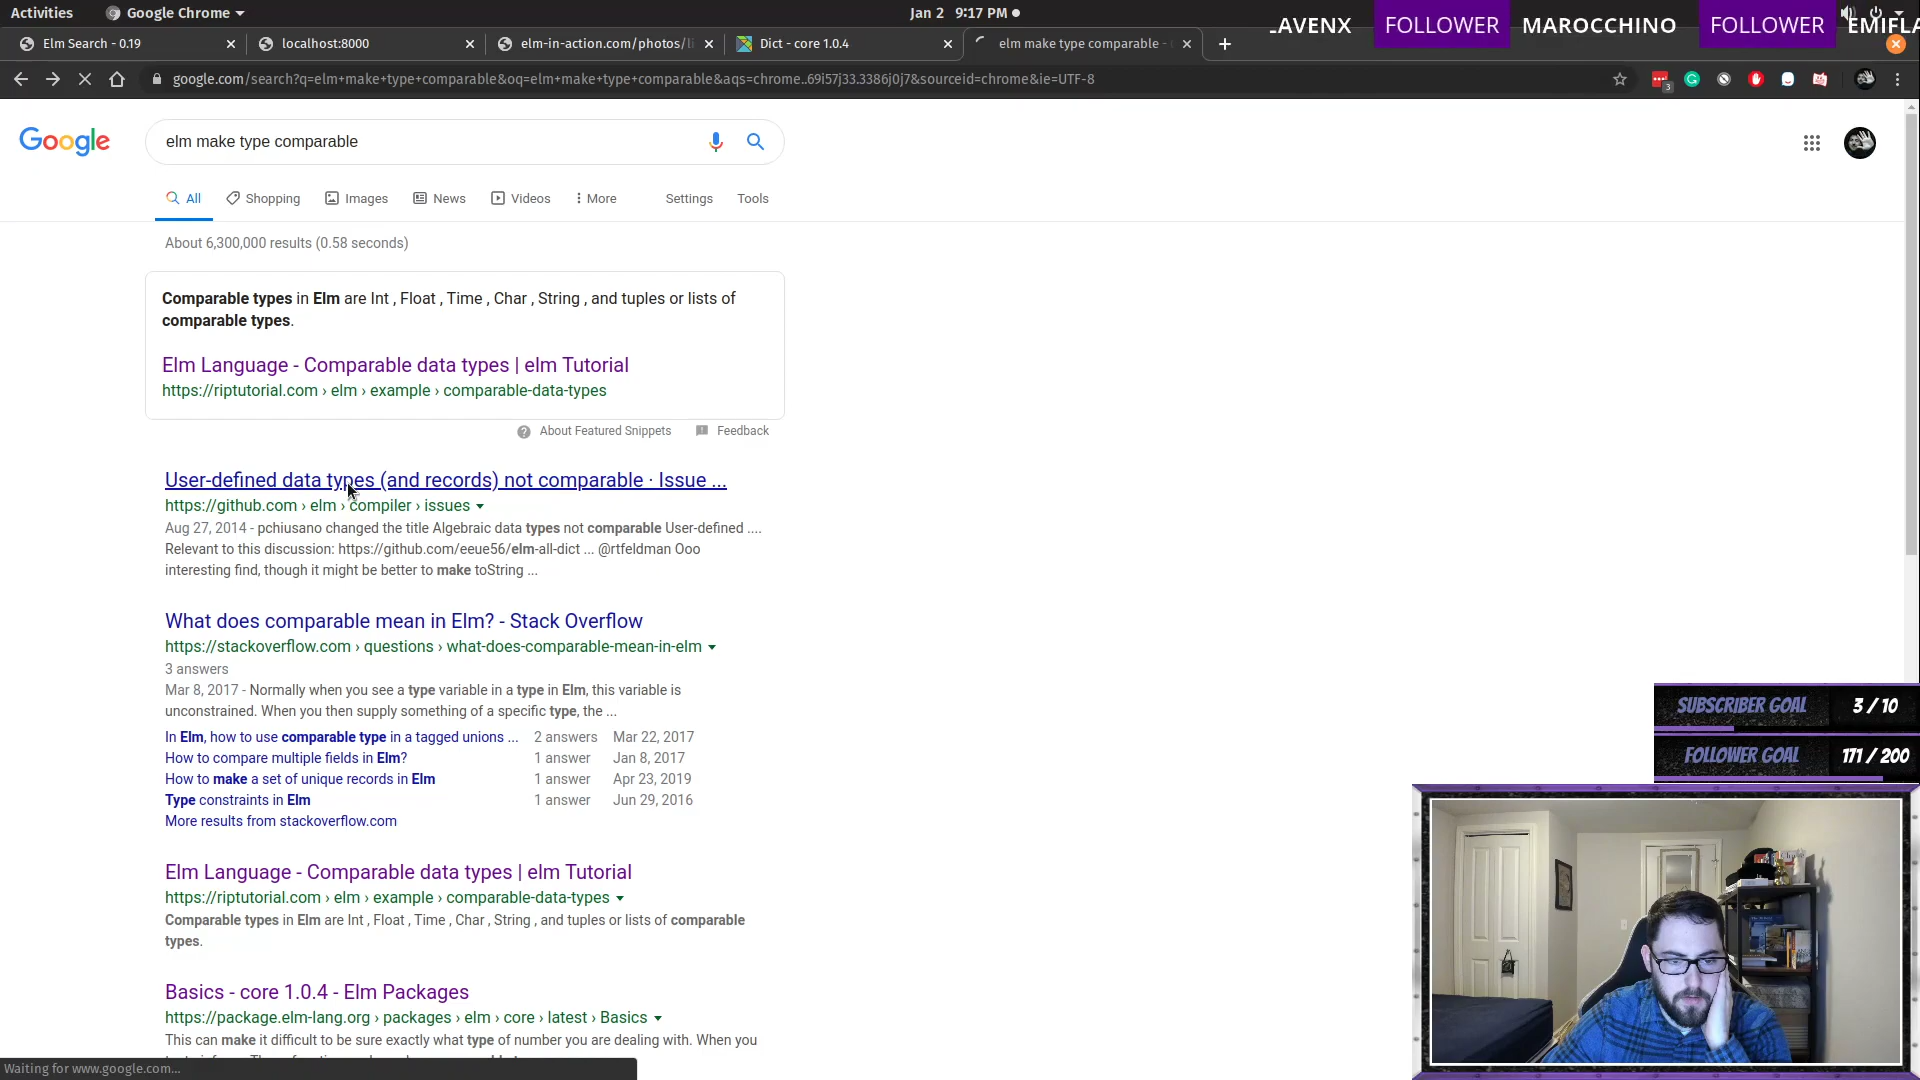 Activities
Google Chrome
Jan 2 9:17 PM
AVENX FOLLOWER MAROCCHINO FOLLOWER EMIFLA
Elm Search - 0.19
localhost:8000
elm-in-action.com/photos/li
Dict - core 1.0.4
elm make type comparable -
google.com/search?q=elm+make+type+comparable&oq=elm+make+type+comparable&aqs=chrome..69i57j33.3386j0j7&sourceid=chrome&ie=UTF-8
3
Google
elm make type comparable
All
Shopping
Images
News
Videos
More
Settings
Tools
About 6,300,000 results (0.58 seconds)
Comparable types in Elm are Int , Float , Time , Char , String , and tuples or lists of
comparable types.
Elm Language - Comparable data types | elm Tutorial
https://riptutorial.com › elm › example › comparable-data-types
About Featured Snippets
Feedback
User-defined data types (and records) not comparable · Issue ...
https://github.com › elm › compiler › issues
Aug 27, 2014 - pchiusano changed the title Algebraic data types not comparable User-defined ....
Relevant to this discussion: https://github.com/eeue56/elm-all-dict ... @rtfeldman Ooo
interesting find, though it might be better to make toString ...
What does comparable mean in Elm? - Stack Overflow
https://stackoverflow.com › questions › what-does-comparable-mean-in-elm
3 answers
Mar 8, 2017 - Normally when you see a type variable in a type in Elm, this variable is
unconstrained. When you then supply something of a specific type, the ...
In Elm, how to use comparable type in a tagged unions ... 2 answers Mar 22, 2017
How to compare multiple fields in Elm? 1 answer Jan 8, 2017
How to make a set of unique records in Elm 1 answer Apr 23, 2019
Type constraints in Elm 1 answer Jun 29, 2016
More results from stackoverflow.com
Elm Language - Comparable data types | elm Tutorial
https://riptutorial.com › elm › example › comparable-data-types
Comparable types in Elm are Int , Float , Time , Char , String , and tuples or lists of comparable
types.
Basics - core 1.0.4 - Elm Packages
https://package.elm-lang.org › packages › elm › core › latest › Basics
This can make it difficult to be sure exactly what type of number you are dealing with. When you
Waiting for www.google.com...
SUBSCRIBER GOAL 3 / 10
FOLLOWER GOAL 171 / 200